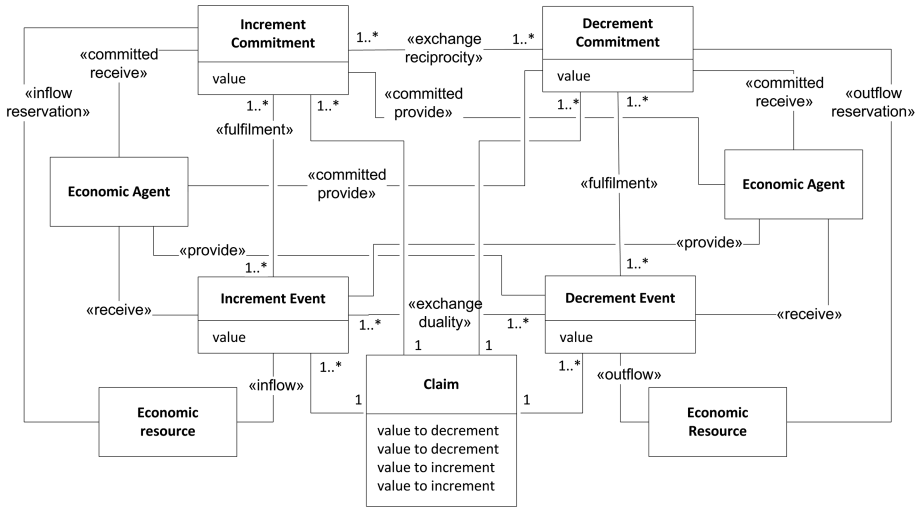 Increment
Commitment
value
Decrement
Commitment
value
1..*
«exchange
reciprocity»
1..*
«committed
receive»
«inflow
reservation»
«committed
provide»
«committed
receive»
«outflow
reservation»
1..*
1..*
1..*
1..*
«fulfilment»
Economic Agent
«committed
provide»
«fulfilment»
Economic Agent
«provide»
«provide»
1..*
1..*
Increment Event
value
«exchange
duality»
Decrement Event
value
«receive»
1..*
1..*
«receive»
1
1
1..*
1..*
«inflow»
«outflow»
Economic
resource
1
Claim
value to decrement
value to decrement
value to increment
value to increment
1
Economic
Resource